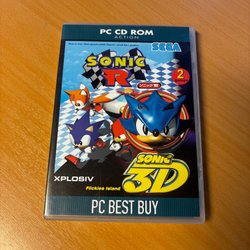 PC CD ROM
ACTION
SEGA
SONIC
R
ソニックR
2
SONIC
3D
XPLOSIV
Flickies Island
PC BEST BUY